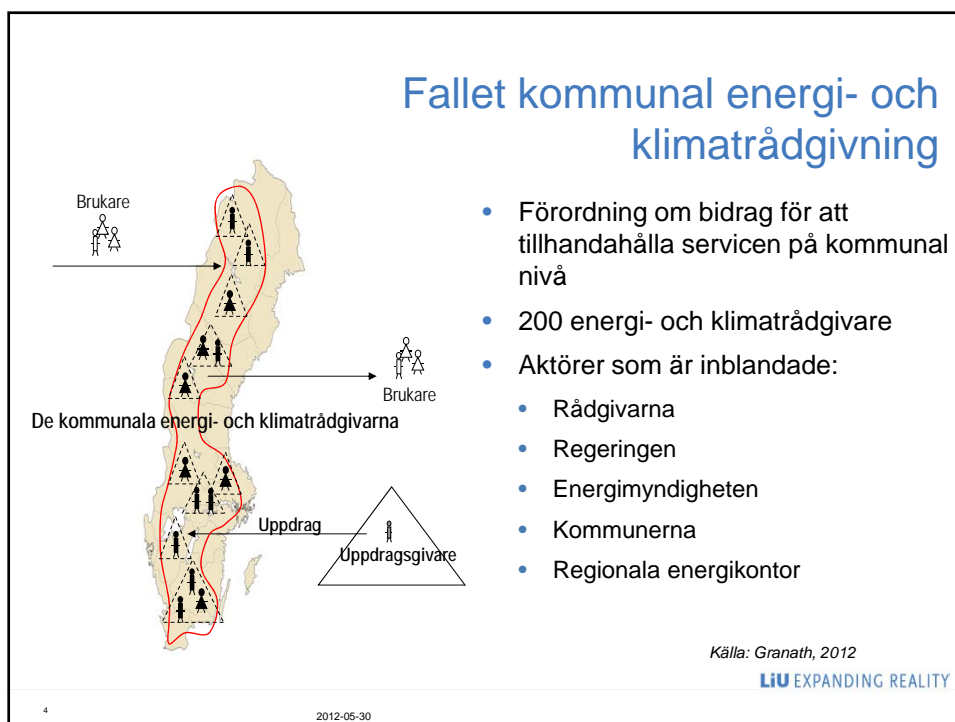 Fallet kommunal energi- och
klimatrådgivning
Brukare
Brukare
De kommunala energi- och klimatrådgivarna
Uppdrag
Uppdragsgivare
• Förordning om bidrag för att
tillhandahålla servicen på kommunal
nivå
• 200 energi- och klimatrådgivare
• Aktörer som är inblandade:
• Rådgivarna
• Regeringen
• Energimyndigheten
• Kommunerna
• Regionala energikontor
Källa: Granath, 2012
LiU EXPANDING REALITY
4
2012-05-30